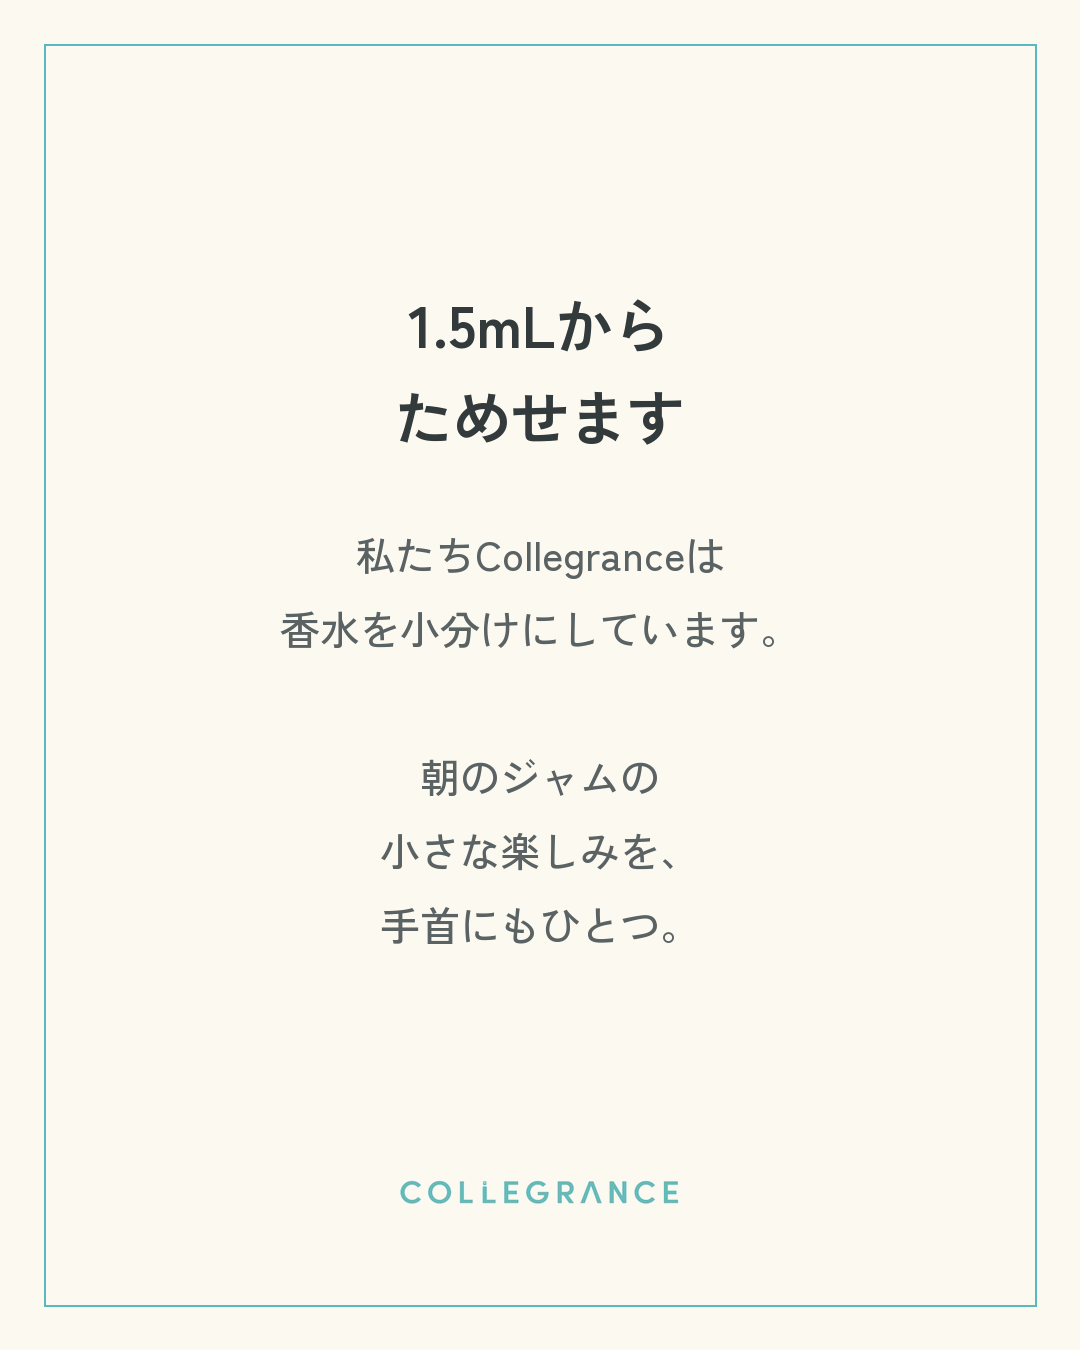 1.5mLから
ためせます
私たちCollegranceは
香水を小分けにしています。
朝のジャムの
小さな楽しみを、
手首にもひとつ。
COLLEGRANCE